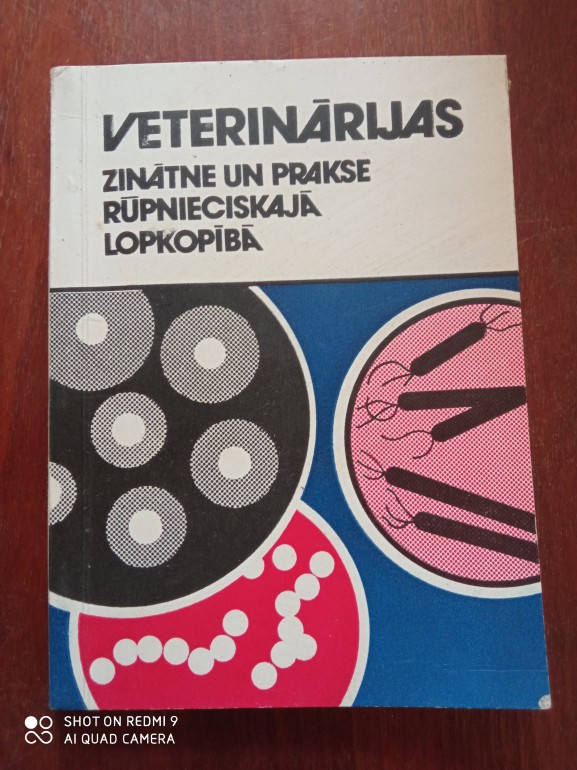 VETERINĀRIJAS
ZINĀTNE UN PRAKSE
RŪPNIECISKAJĀ
LOPKOPĪBĀ
SHOT ON REDMI 9
AI QUAD CAMERA